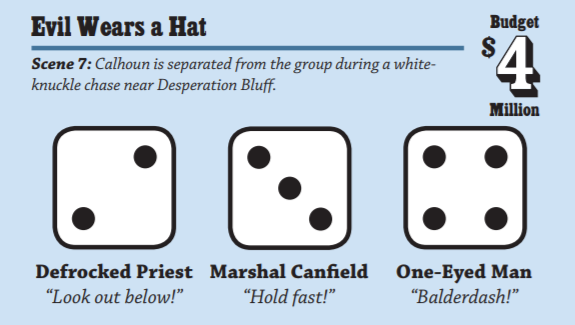 Evil Wears a Hat
Budget
$4
Million
Scene 7: Calhoun is separated from the group during a white-
knuckle chase near Desperation Bluff.
Defrocked Priest
“Look out below!”
Marshal Canfield
“Hold fast!”
One-Eyed Man
“Balderdash!”